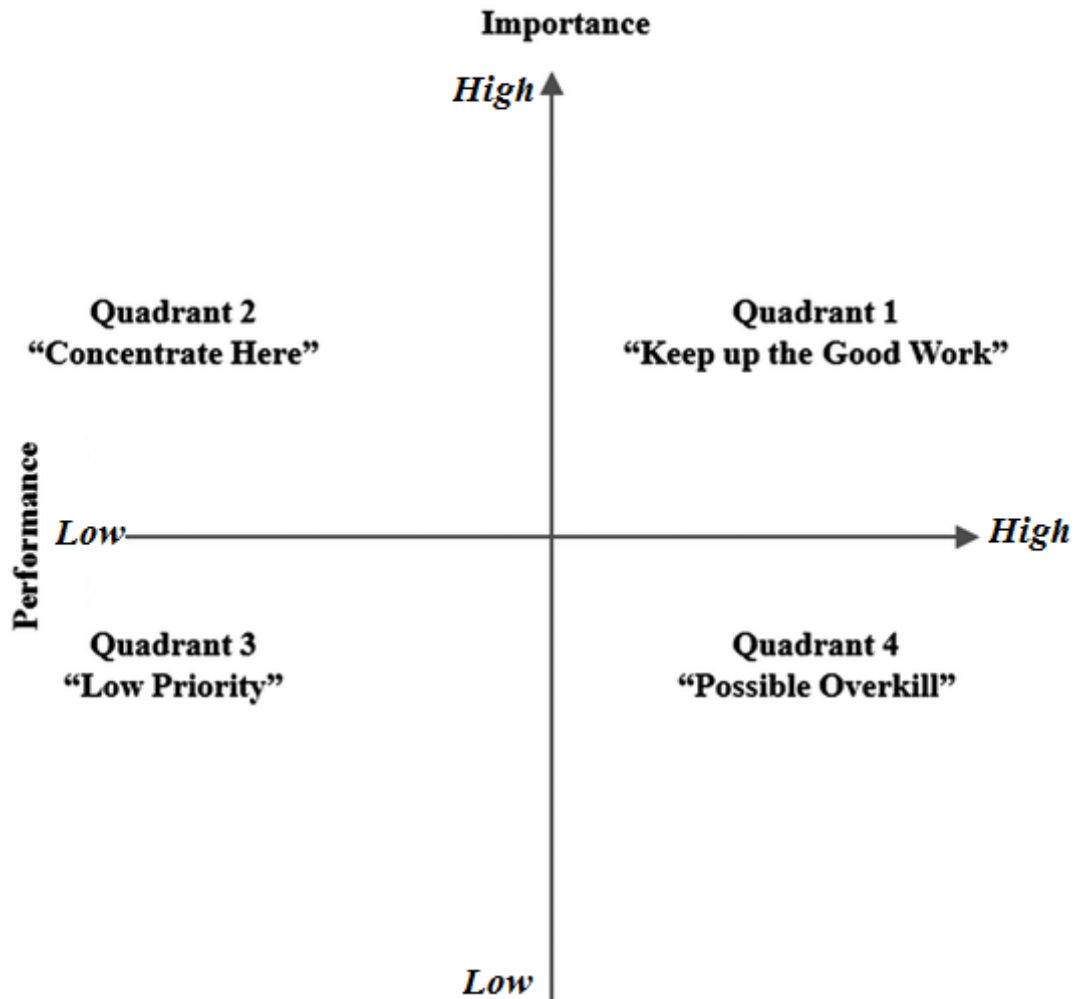 Importance
High
Quadrant 2
“Concentrate Here”
Quadrant 1
“Keep up the Good Work”
Performance
Low
High
Quadrant 3
“Low Priority”
Quadrant 4
“Possible Overkill”
Low